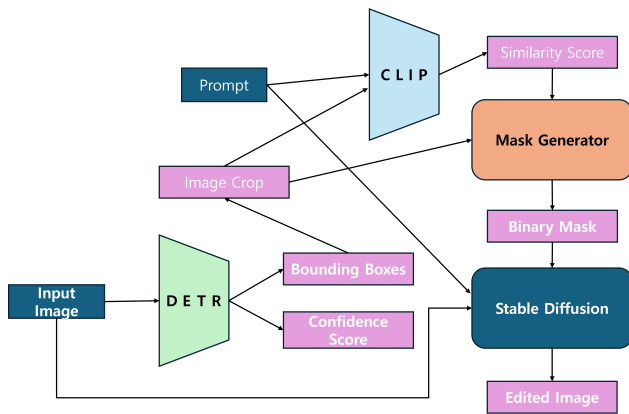 Similarity Score
C L I P
Prompt
Mask Generator
Image Crop
Binary Mask
Bounding Boxes
Input
Image
D E T R
Stable Diffusion
Confidence
Score
Edited Image